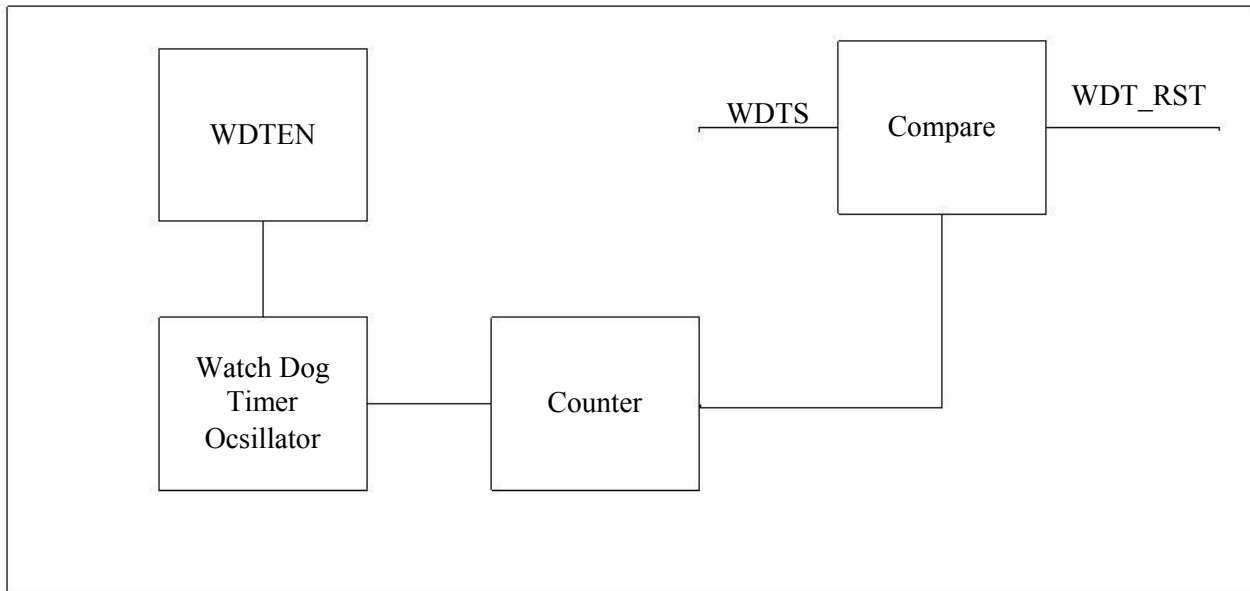 WDTEN
WDTS
Compare
WDT_RST
Watch Dog
Timer
Ocsillator
Counter